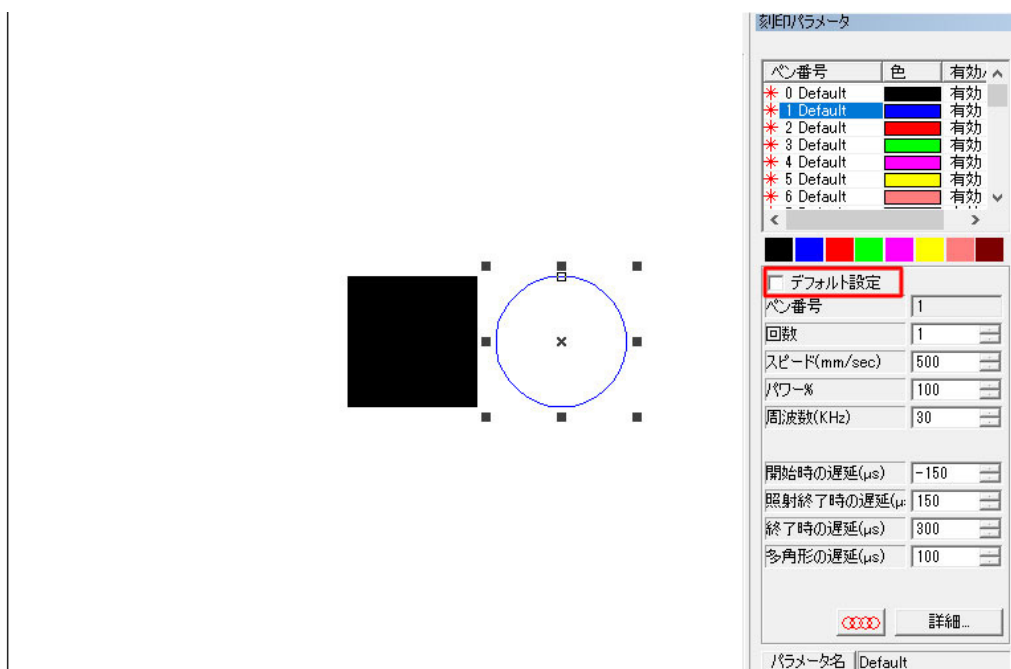 刻印パラメータ
ペン番号 色 有効
0 Default 有効
1 Default 有効
2 Default 有効
3 Default 有効
4 Default 有効
5 Default 有効
6 Default 有効
デフォルト設定
ペン番号 1
回数 1
スピード(mm/sec) 500
パワー% 100
周波数(KHz) 30
開始時の遅延(μs) -150
照射終了時の遅延(μ 150
終了時の遅延(μs) 300
多角形の遅延(μs) 100
詳細...
パラメータ名 Default